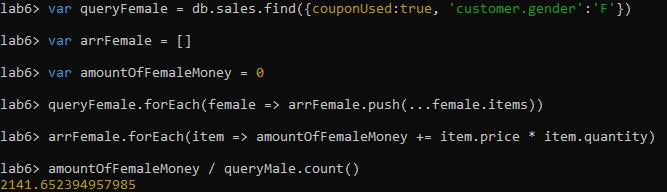 lab6> var queryFemale = db.sales.find({couponUsed:true, 'customer.gender':'F'})
lab6> var arrFemale = []
lab6> var amountOfFemaleMoney = 0
lab6> queryFemale.forEach(female => arrFemale.push(...female.items))
lab6> arrFemale.forEach(item => amountOfFemaleMoney += item.price * item.quantity)
lab6> amountOfFemaleMoney / queryMale.count()
2141.652394957985